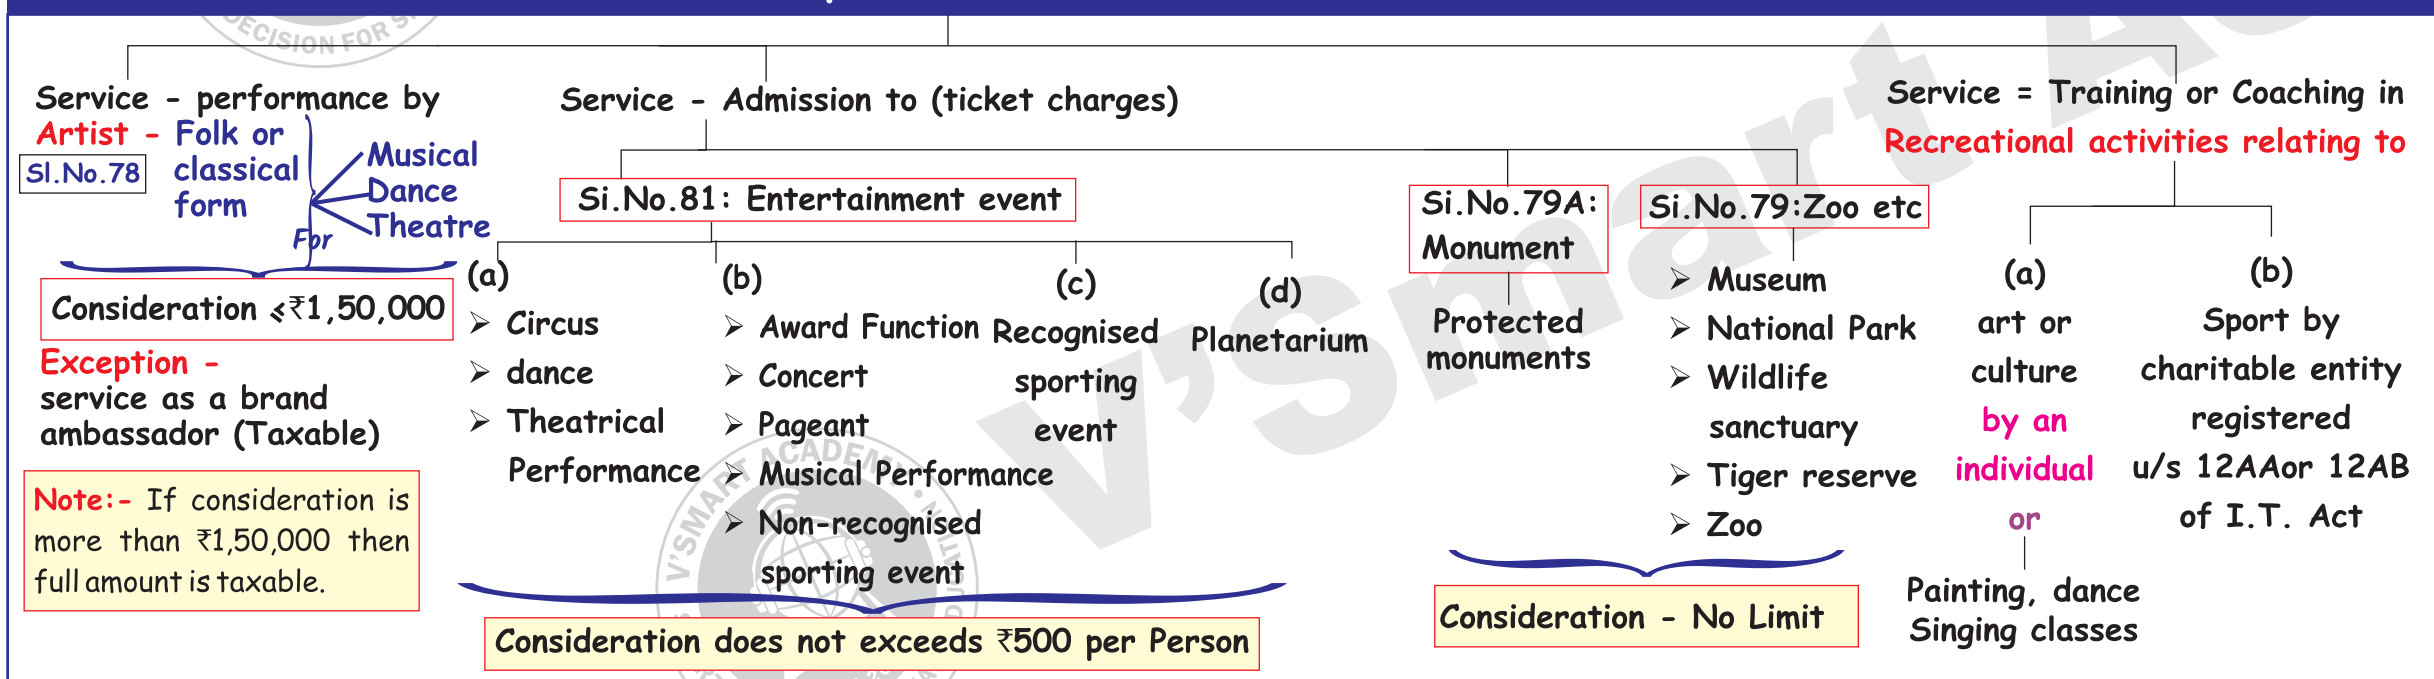 Service - performance by
Artist - Folk or
Sl.No.78
classical
form
Musical
Dance
Theatre
For
Consideration ⩽₹1,50,000
Exception -
service as a brand
ambassador (Taxable)
Note:- If consideration is
more than ₹1,50,000 then
full amount is taxable.
Service - Admission to (ticket charges)
Si.No.81: Entertainment event
(a)
➢ Circus
➢ dance
➢ Theatrical
Performance
(b)
➢ Award Function
➢ Concert
➢ Pageant
➢ Musical Performance
➢ Non-recognised
sporting event
(c)
Recognised
sporting
event
(d)
Planetarium
Consideration does not exceeds ₹500 per Person
Si.No.79A:
Monument
Protected
monuments
Si.No.79:Zoo etc
➢ Museum
➢ National Park
➢ Wildlife
sanctuary
➢ Tiger reserve
➢ Zoo
Consideration - No Limit
Service = Training or Coaching in
Recreational activities relating to
(a)
art or
culture
by an
individual
or
Painting, dance
Singing classes
(b)
Sport by
charitable entity
registered
u/s 12AAor 12AB
of I.T. Act
V'Smart
V'SMART ACADEMY